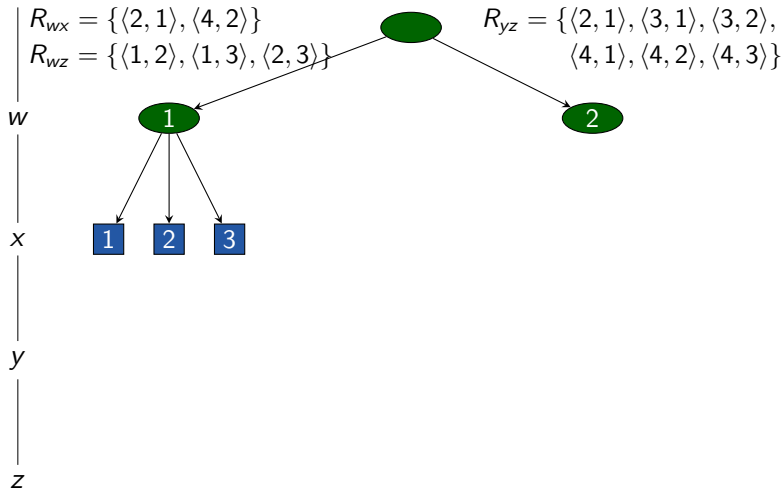 R_wx = {⟨2, 1⟩, ⟨4, 2⟩}
R_wz = {⟨1, 2⟩, ⟨1, 3⟩, ⟨2, 3⟩}
R_yz = {⟨2, 1⟩, ⟨3, 1⟩, ⟨3, 2⟩,
⟨4, 1⟩, ⟨4, 2⟩, ⟨4, 3⟩}
w 1 2
x 1 2 3
y
z